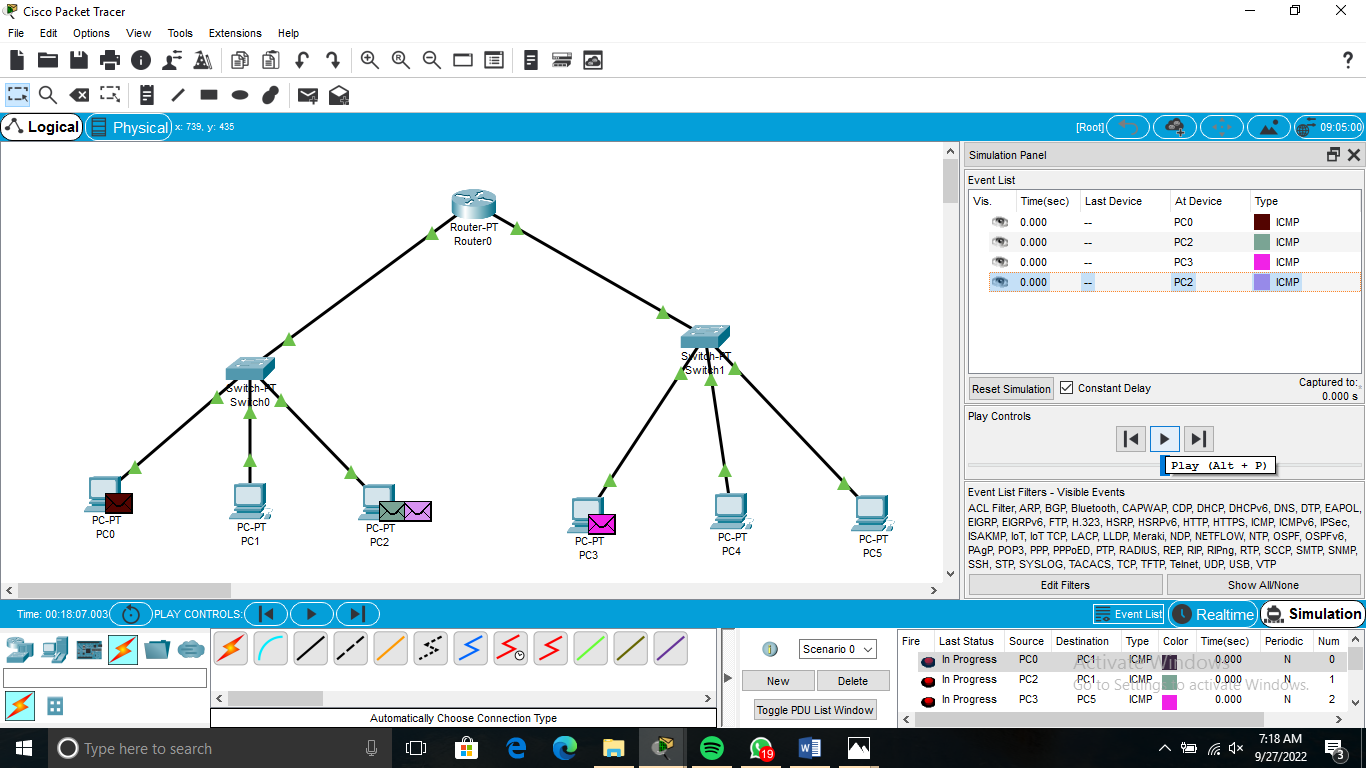 Cisco Packet Tracer
File Edit Options View Tools Extensions Help
?
Logical Physical x: 739, y: 435 [Root] 09:05:00
Router-PT
Router0
Switch-PT
Switch0
Switch-PT
Switch1
PC-PT
PC0
PC-PT
PC1
PC-PT
PC2
PC-PT
PC3
PC-PT
PC4
PC-PT
PC5
Simulation Panel
Event List
Vis. Time(sec) Last Device At Device Type
0.000 -- PC0 ICMP
0.000 -- PC2 ICMP
0.000 -- PC3 ICMP
0.000 -- PC2 ICMP
Reset Simulation Constant Delay Captured to:
0.000 s
Play Controls
Play (Alt + P)
Event List Filters - Visible Events
ACL Filter, ARP, BGP, Bluetooth, CAPWAP, CDP, DHCP, DHCPv6, DNS, DTP, EAPOL,
EIGRP, EIGRPv6, FTP, H.323, HSRP, HSRPv6, HTTP, HTTPS, ICMP, ICMPv6, IPSec,
ISAKMP, IoT, IoT TCP, LACP, LLDP, Meraki, NDP, NETFLOW, NTP, OSPF, OSPFv6,
PAgP, POP3, PPP, PPPoED, PTP, RADIUS, REP, RIP, RIPng, RTP, SCCP, SMTP, SNMP,
SSH, STP, SYSLOG, TACACS, TCP, TFTP, Telnet, UDP, USB, VTP
Edit Filters Show All/None
Time: 00:18:07.003 PLAY CONTROLS: Event List Realtime Simulation
Automatically Choose Connection Type
Scenario 0
New Delete
Toggle PDU List Window
Fire Last Status Source Destination Type Color Time(sec) Periodic Num
In Progress PC0 PC1 ICMP 0.000 N 0
In Progress PC2 PC1 ICMP 0.000 N 1
In Progress PC3 PC5 ICMP 0.000 N 2
Activate Windows
Go to Settings to activate Windows.
Type here to search
19
7:18 AM
9/27/2022
3